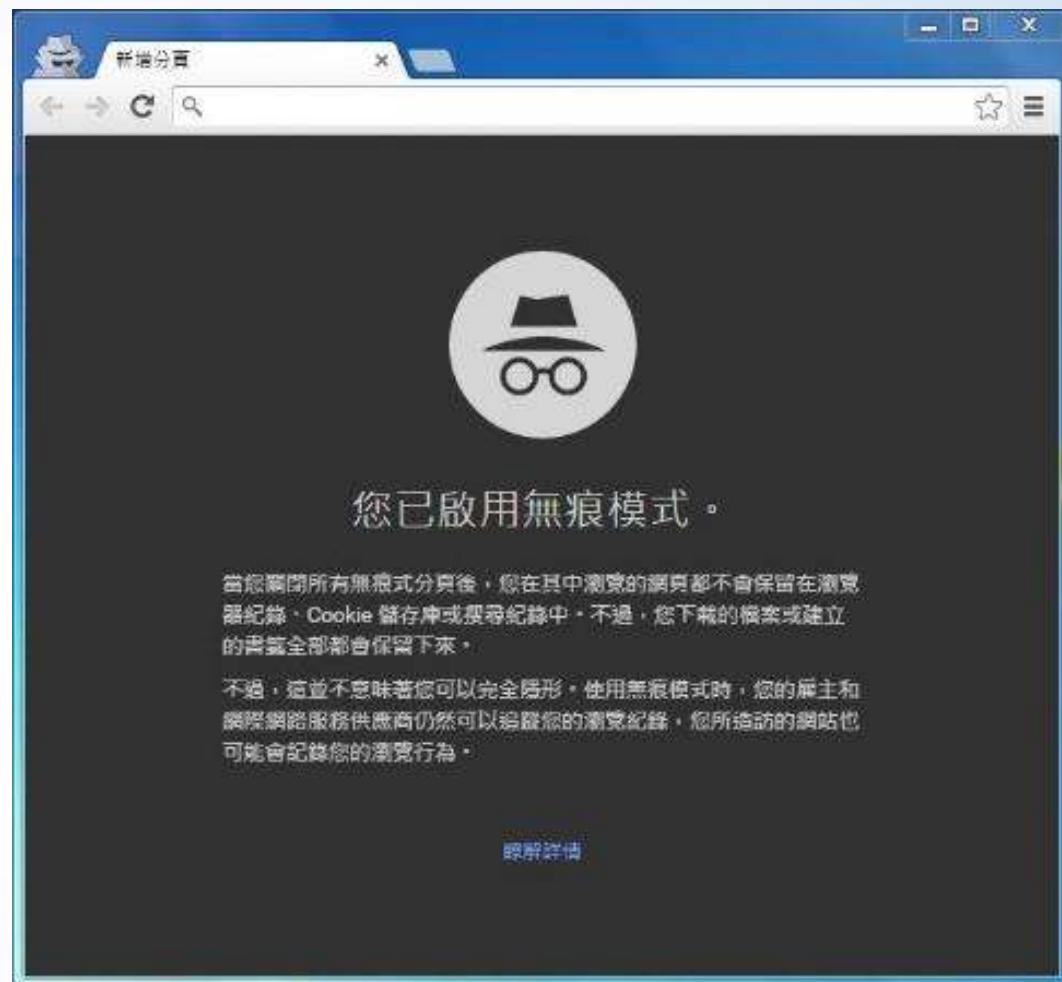 新增分頁
您已啟用無痕模式。
當您關閉所有無痕式分頁後，您在其中瀏覽的網頁都不會保留在瀏覽
器紀錄、Cookie 儲存庫或搜尋紀錄中。不過，您下載的檔案或建立
的書籤全部都會保留下來。
不過，這並不意味著您可以完全隱形。使用無痕模式時，您的雇主和
網際網路服務供應商仍然可以追蹤您的瀏覽紀錄，您所造訪的網站也
可能會記錄您的瀏覽行為。
瞭解詳情